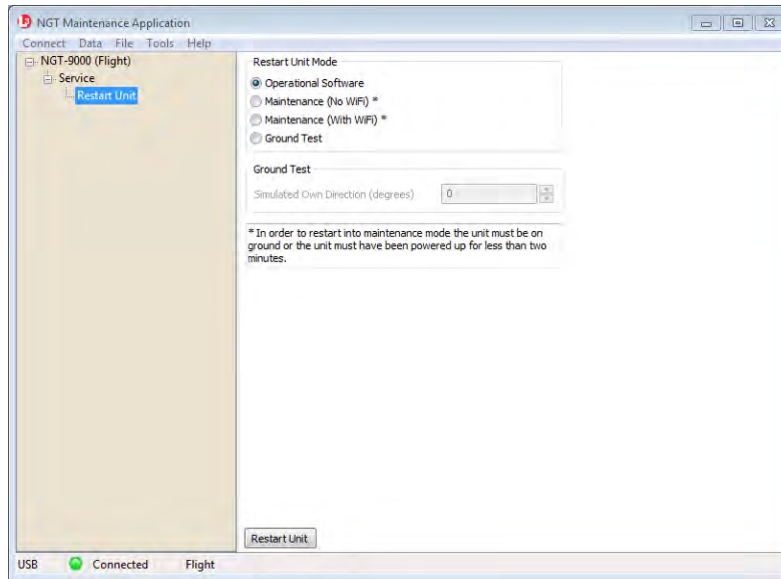 NGT Maintenance Application
Connect Data File Tools Help
NGT-9000 (Flight)
Service
Restart Unit
Restart Unit Mode
Operational Software
Maintenance (No WiFi) *
Maintenance (With WiFi) *
Ground Test
Ground Test
Simulated Own Direction (degrees) 0
* In order to restart into maintenance mode the unit must be on
ground or the unit must have been powered up for less than two
minutes.
Restart Unit
USB Connected Flight